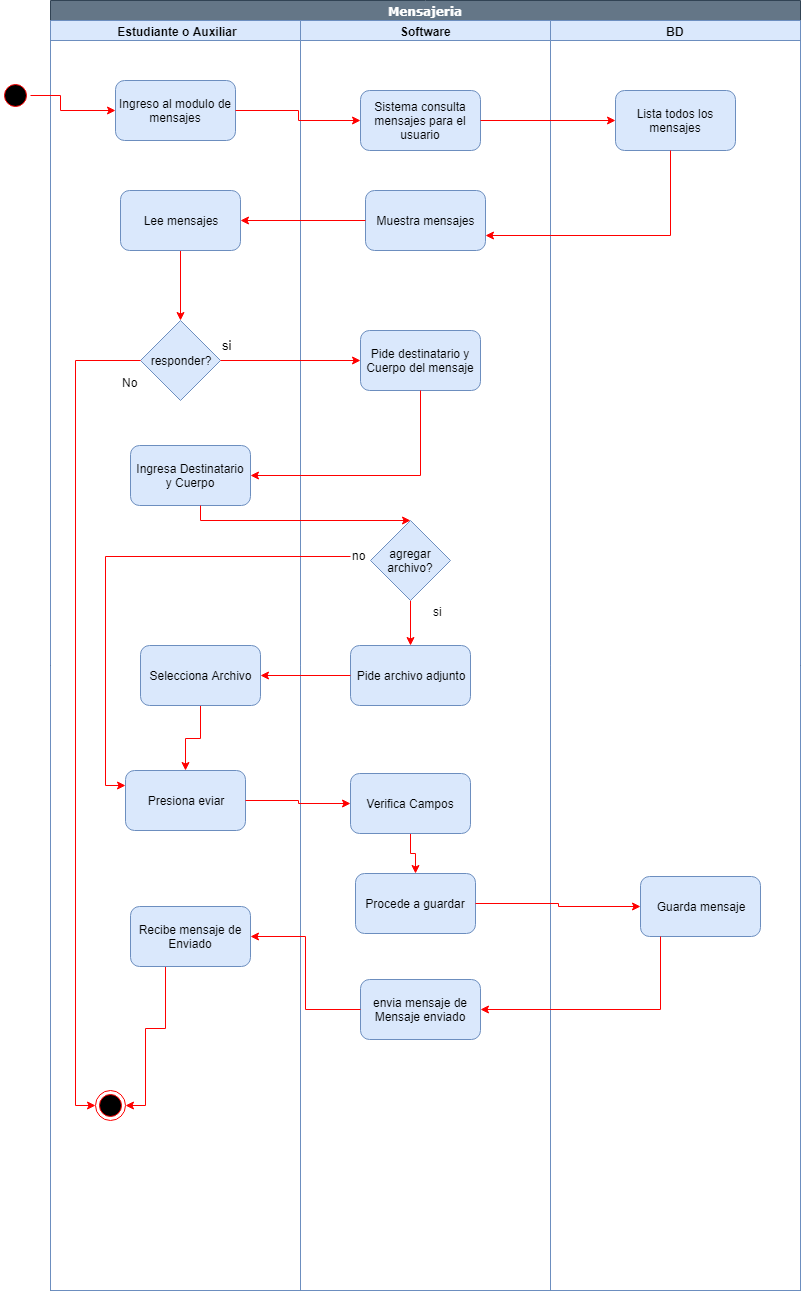 Mensajeria
Estudiante o Auxiliar
Software
BD
Ingreso al modulo de
mensajes
Sistema consulta
mensajes para el
usuario
Lista todos los
mensajes
Lee mensajes
Muestra mensajes
responder?
si
No
Pide destinatario y
Cuerpo del mensaje
Ingresa Destinatario
y Cuerpo
agregar
archivo?
no
si
Selecciona Archivo
Pide archivo adjunto
Presiona eviar
Verifica Campos
Procede a guardar
Guarda mensaje
Recibe mensaje de
Enviado
envia mensaje de
Mensaje enviado